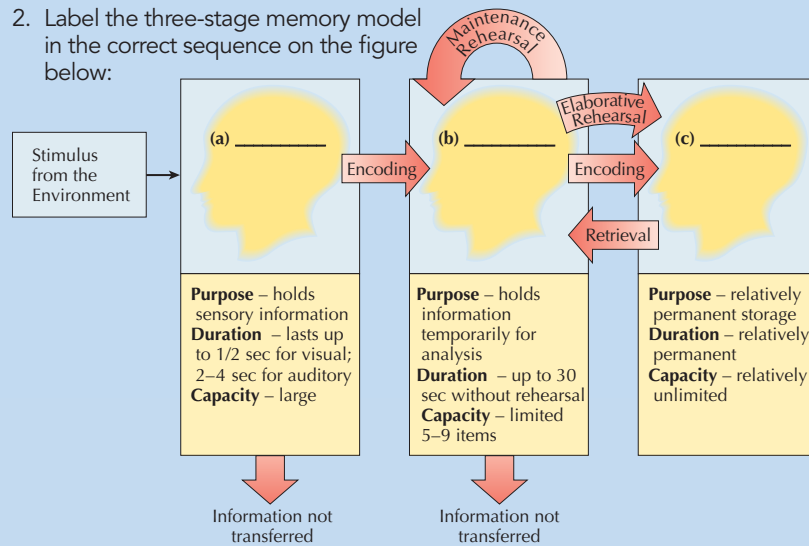 2. Label the three-stage memory model
in the correct sequence on the figure
below:
Maintenance
Rehearsal
Elaborative
Rehearsal
Stimulus
from the
Environment
(a) __________
Encoding
(b) __________
Encoding
Retrieval
(c) __________
Purpose – holds
sensory information
Duration – lasts up
to 1/2 sec for visual;
2–4 sec for auditory
Capacity – large
Purpose – holds
information
temporarily for
analysis
Duration – up to 30
sec without rehearsal
Capacity – limited
5–9 items
Purpose – relatively
permanent storage
Duration – relatively
permanent
Capacity – relatively
unlimited
Information not
transferred
Information not
transferred